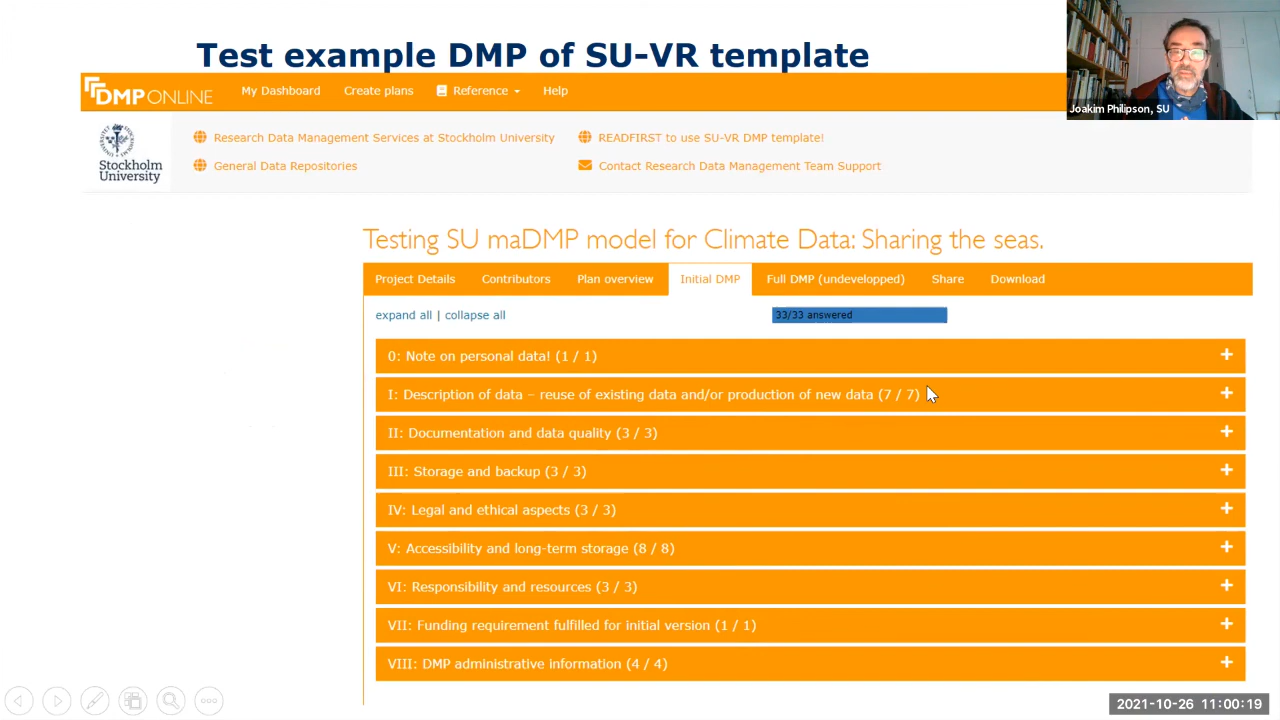 Test example DMP of SU-VR template
Joakim Philipson, SU
DMPONLINE
My Dashboard
Create plans
Reference
Help
Stockholm
University
Research Data Management Services at Stockholm University
READFIRST to use SU-VR DMP template!
General Data Repositories
Contact Research Data Management Team Support
Testing SU maDMP model for Climate Data: Sharing the seas.
Project Details
Contributors
Plan overview
Initial DMP
Full DMP (undevelopped)
Share
Download
expand all | collapse all
33/33 answered
0: Note on personal data! (1 / 1)
I: Description of data – reuse of existing data and/or production of new data (7 / 7)
II: Documentation and data quality (3 / 3)
III: Storage and backup (3 / 3)
IV: Legal and ethical aspects (3 / 3)
V: Accessibility and long-term storage (8 / 8)
VI: Responsibility and resources (3 / 3)
VII: Funding requirement fulfilled for initial version (1 / 1)
VIII: DMP administrative information (4 / 4)
2021-10-26 11:00:19